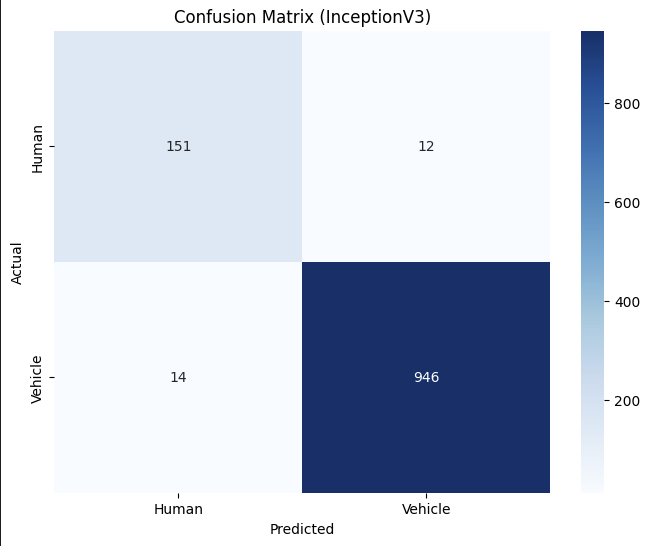 Confusion Matrix (InceptionV3)
Human
151
12
Vehicle
14
946
Actual
Human
Vehicle
Predicted
800
600
400
200